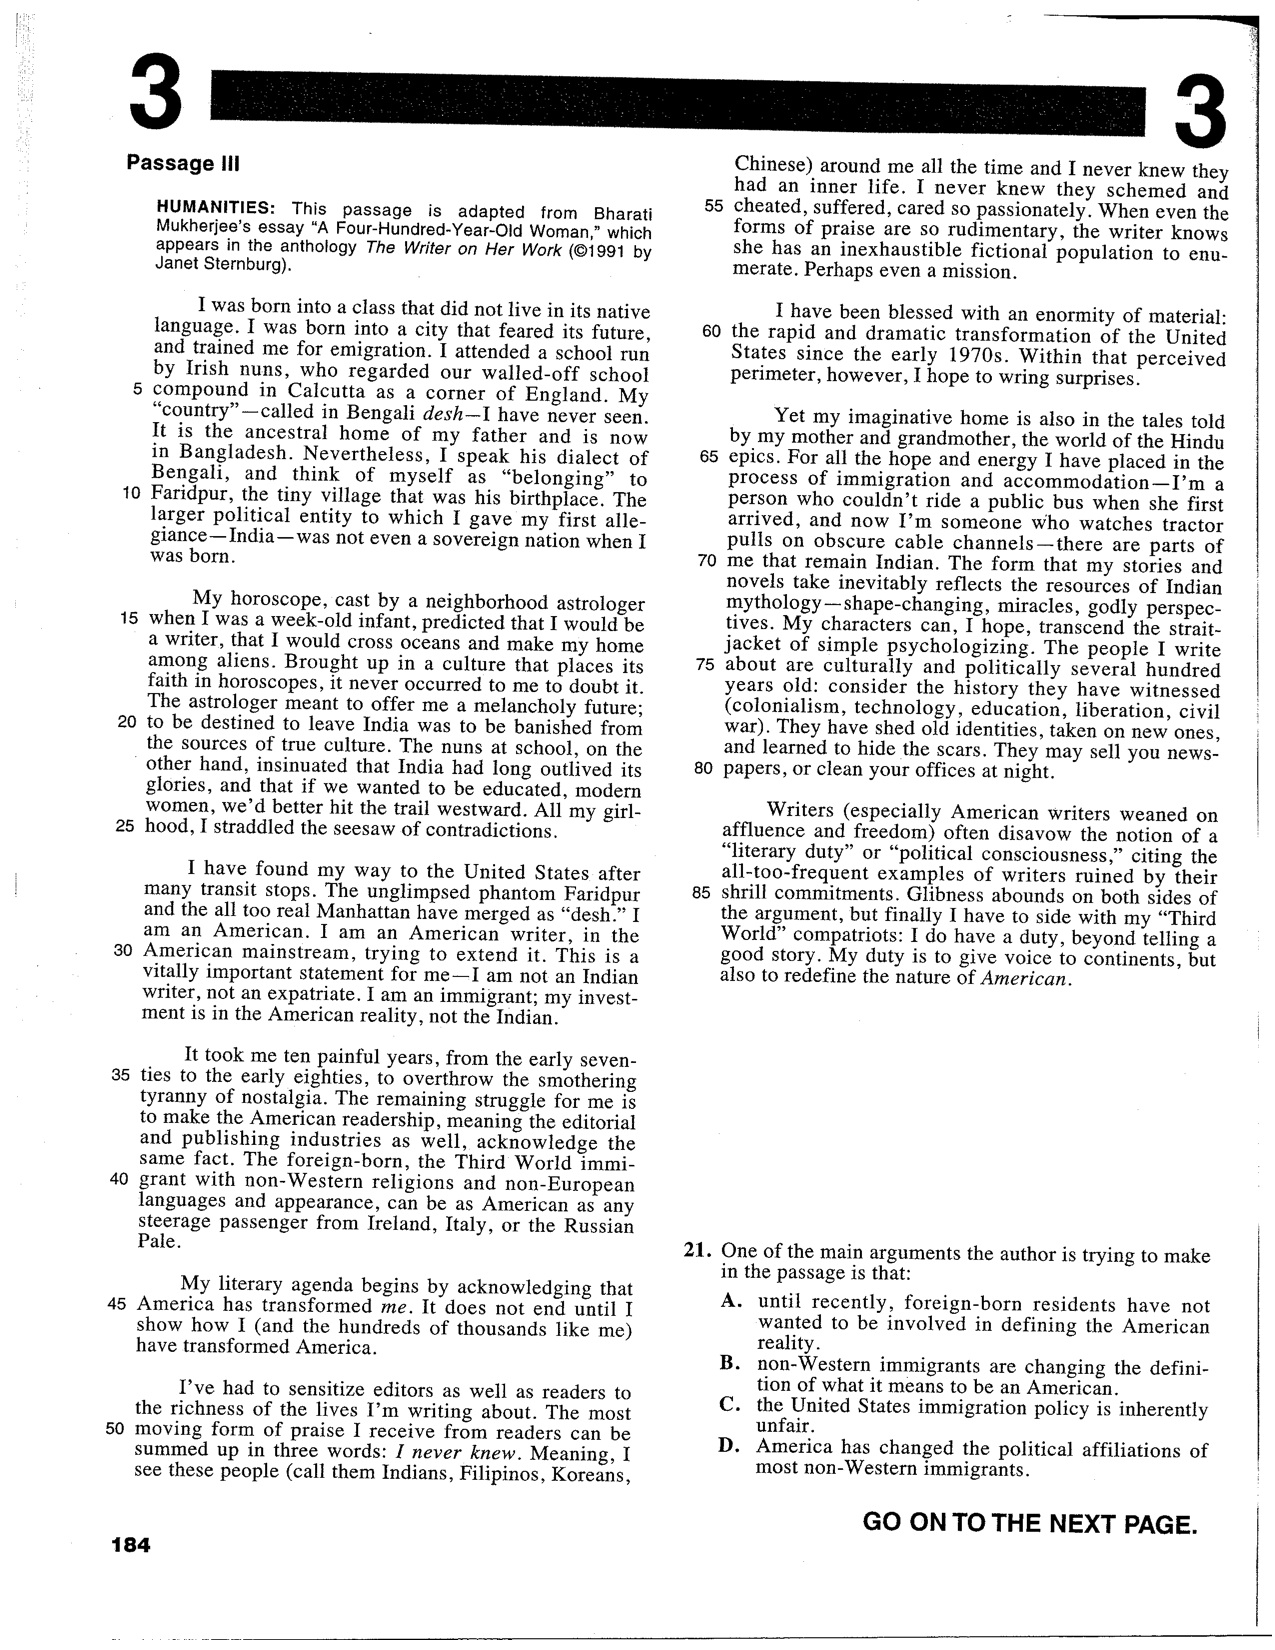 3
3
Passage III
HUMANITIES: This passage is adapted from Bharati
Mukherjee's essay "A Four-Hundred-Year-Old Woman," which
appears in the anthology The Writer on Her Work (©1991 by
Janet Sternburg).
I was born into a class that did not live in its native
language. I was born into a city that feared its future,
and trained me for emigration. I attended a school run
by Irish nuns, who regarded our walled-off school
5 compound in Calcutta as a corner of England. My
"country"—called in Bengali desh—I have never seen.
It is the ancestral home of my father and is now
in Bangladesh. Nevertheless, I speak his dialect of
Bengali, and think of myself as "belonging" to
10 Faridpur, the tiny village that was his birthplace. The
larger political entity to which I gave my first alle-
giance—India—was not even a sovereign nation when I
was born.
My horoscope, cast by a neighborhood astrologer
15 when I was a week-old infant, predicted that I would be
a writer, that I would cross oceans and make my home
among aliens. Brought up in a culture that places its
faith in horoscopes, it never occurred to me to doubt it.
The astrologer meant to offer me a melancholy future;
20 to be destined to leave India was to be banished from
the sources of true culture. The nuns at school, on the
other hand, insinuated that India had long outlived its
glories, and that if we wanted to be educated, modern
women, we'd better hit the trail westward. All my girl-
25 hood, I straddled the seesaw of contradictions.
I have found my way to the United States after
many transit stops. The unglimpsed phantom Faridpur
and the all too real Manhattan have merged as "desh." I
am an American. I am an American writer, in the
30 American mainstream, trying to extend it. This is a
vitally important statement for me—I am not an Indian
writer, not an expatriate. I am an immigrant; my invest-
ment is in the American reality, not the Indian.
It took me ten painful years, from the early seven-
35 ties to the early eighties, to overthrow the smothering
tyranny of nostalgia. The remaining struggle for me is
to make the American readership, meaning the editorial
and publishing industries as well, acknowledge the
same fact. The foreign-born, the Third World immi-
40 grant with non-Western religions and non-European
languages and appearance, can be as American as any
steerage passenger from Ireland, Italy, or the Russian
Pale.
My literary agenda begins by acknowledging that
45 America has transformed me. It does not end until I
show how I (and the hundreds of thousands like me)
have transformed America.
I've had to sensitize editors as well as readers to
the richness of the lives I'm writing about. The most
50 moving form of praise I receive from readers can be
summed up in three words: I never knew. Meaning, I
see these people (call them Indians, Filipinos, Koreans,
Chinese) around me all the time and I never knew they
had an inner life. I never knew they schemed and
55 cheated, suffered, cared so passionately. When even the
forms of praise are so rudimentary, the writer knows
she has an inexhaustible fictional population to enu-
merate. Perhaps even a mission.
I have been blessed with an enormity of material:
60 the rapid and dramatic transformation of the United
States since the early 1970s. Within that perceived
perimeter, however, I hope to wring surprises.
Yet my imaginative home is also in the tales told
by my mother and grandmother, the world of the Hindu
65 epics. For all the hope and energy I have placed in the
process of immigration and accommodation—I'm a
person who couldn't ride a public bus when she first
arrived, and now I'm someone who watches tractor
pulls on obscure cable channels—there are parts of
70 me that remain Indian. The form that my stories and
novels take inevitably reflects the resources of Indian
mythology—shape-changing, miracles, godly perspec-
tives. My characters can, I hope, transcend the strait-
jacket of simple psychologizing. The people I write
75 about are culturally and politically several hundred
years old: consider the history they have witnessed
(colonialism, technology, education, liberation, civil
war). They have shed old identities, taken on new ones,
and learned to hide the scars. They may sell you news-
80 papers, or clean your offices at night.
Writers (especially American writers weaned on
affluence and freedom) often disavow the notion of a
"literary duty" or "political consciousness," citing the
all-too-frequent examples of writers ruined by their
85 shrill commitments. Glibness abounds on both sides of
the argument, but finally I have to side with my "Third
World" compatriots: I do have a duty, beyond telling a
good story. My duty is to give voice to continents, but
also to redefine the nature of American.
21. One of the main arguments the author is trying to make
in the passage is that:
A. until recently, foreign-born residents have not
wanted to be involved in defining the American
reality.
B. non-Western immigrants are changing the defini-
tion of what it means to be an American.
C. the United States immigration policy is inherently
unfair.
D. America has changed the political affiliations of
most non-Western immigrants.
GO ON TO THE NEXT PAGE.
184